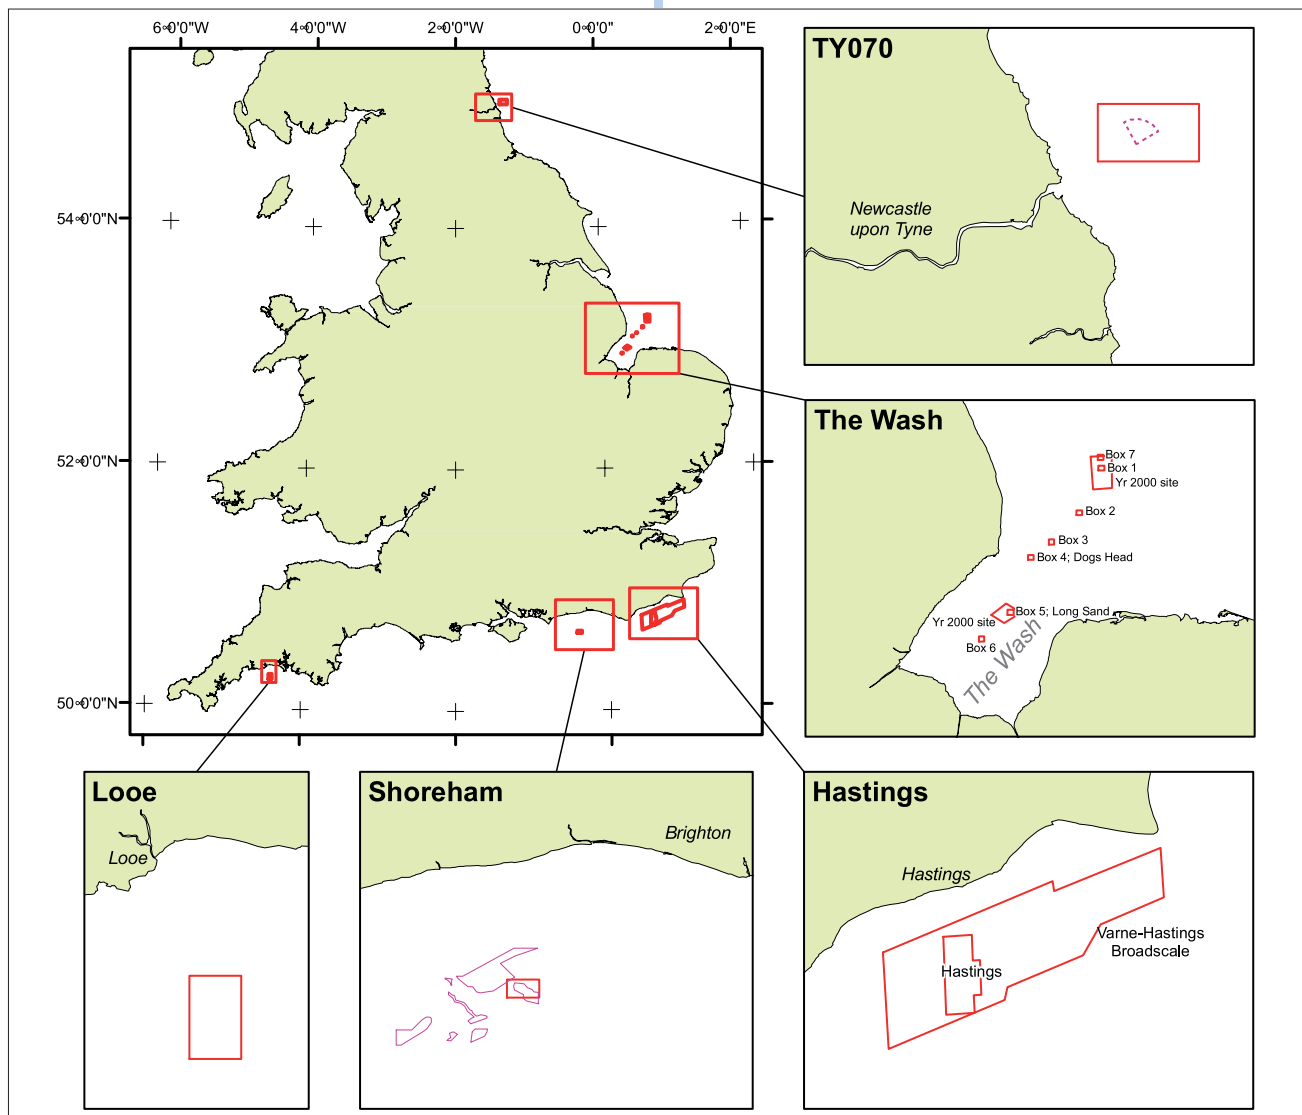 6∞0'0"W 4∞0'0"W 2∞0'0"W 0∞0'0" 2∞0'0"E
54∞0'0"N
52∞0'0"N
50∞0'0"N
TY070
Newcastle
upon Tyne
The Wash
Box 7
Box 1
Yr 2000 site
Box 2
Box 3
Box 4; Dogs Head
Box 5; Long Sand
Yr 2000 site
Box 6
The Wash
Looe
Looe
Shoreham
Brighton
Hastings
Hastings
Varne-Hastings
Broadscale
Hastings